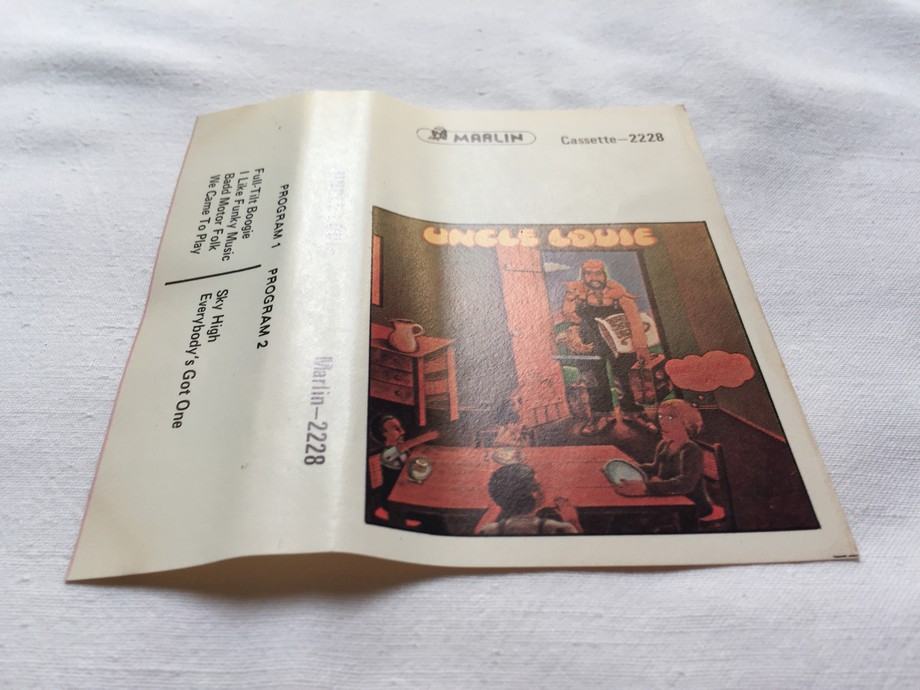 MARLIN
Cassette—2228
UNCLE LOUIE
Marlin—2228
PROGRAM 1
Full-Tilt Boogie
I Like Funky Music
Badd Motor Folk
We Came To Play
PROGRAM 2
Sky High
Everybody's Got One